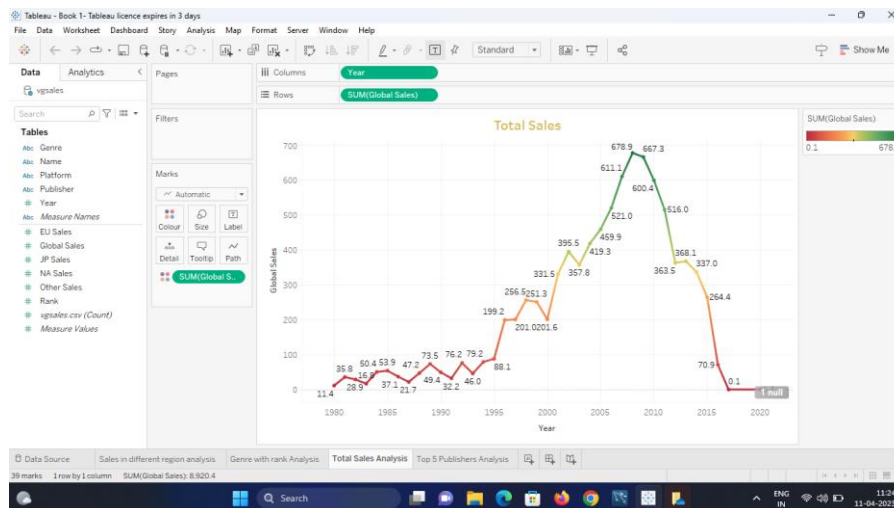 Tableau - Book 1- Tableau licence expires in 3 days
File Data Worksheet Dashboard Story Analysis Map Format Server Window Help
Standard
Show Me
Data Analytics
vgsales
Search
Tables
Abc Genre
Abc Name
Abc Platform
Abc Publisher
# Year
Abc Measure Names
# EU Sales
# Global Sales
# JP Sales
# NA Sales
# Other Sales
# Rank
# vgsales.csv (Count)
# Measure Values
Pages
Filters
Marks
Automatic
Colour Size Label
Detail Tooltip Path
SUM(Global S..
Columns Year
Rows SUM(Global Sales)
Total Sales
Global Sales
700
600
500
400
300
200
100
0
11.4
35.8
28.9
16.8
50.4
53.9
37.1
21.7
47.2
73.5
49.4
32.2
76.2
46.0
79.2
88.1
199.2
201.0
256.5
251.3
201.6
331.5
395.5
357.8
419.3
459.9
521.0
611.1
678.9
667.3
600.4
516.0
363.5
368.1
337.0
264.4
70.9
0.1
1 null
1980 1985 1990 1995 2000 2005 2010 2015 2020
Year
SUM(Global Sales)
0.1 678.
Data Source Sales in different region analysis Genre with rank Analysis Total Sales Analysis Top 5 Publishers Analysis
39 marks 1 row by 1 column SUM(Global Sales): 8,920.4
Search
ENG
IN
11:24